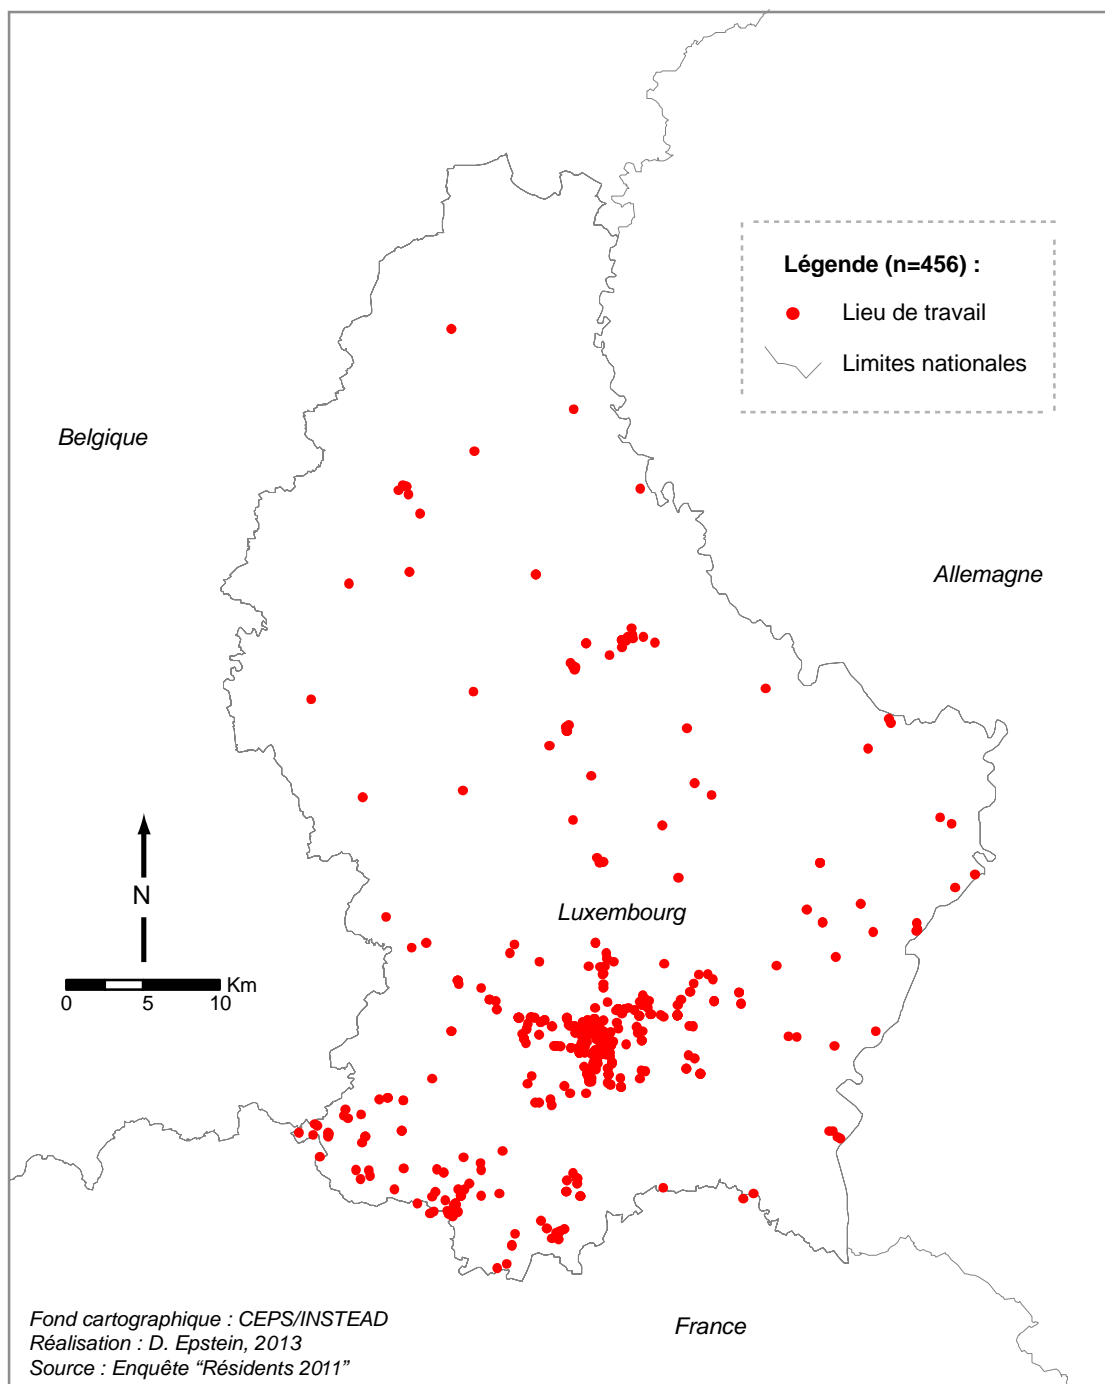 Légende (n=456) :
Lieu de travail
Limites nationales
Belgique
Allemagne
N
Luxembourg
Km
0 5 10
Fond cartographique : CEPS/INSTEAD
Réalisation : D. Epstein, 2013
Source : Enquête “Résidents 2011”
France